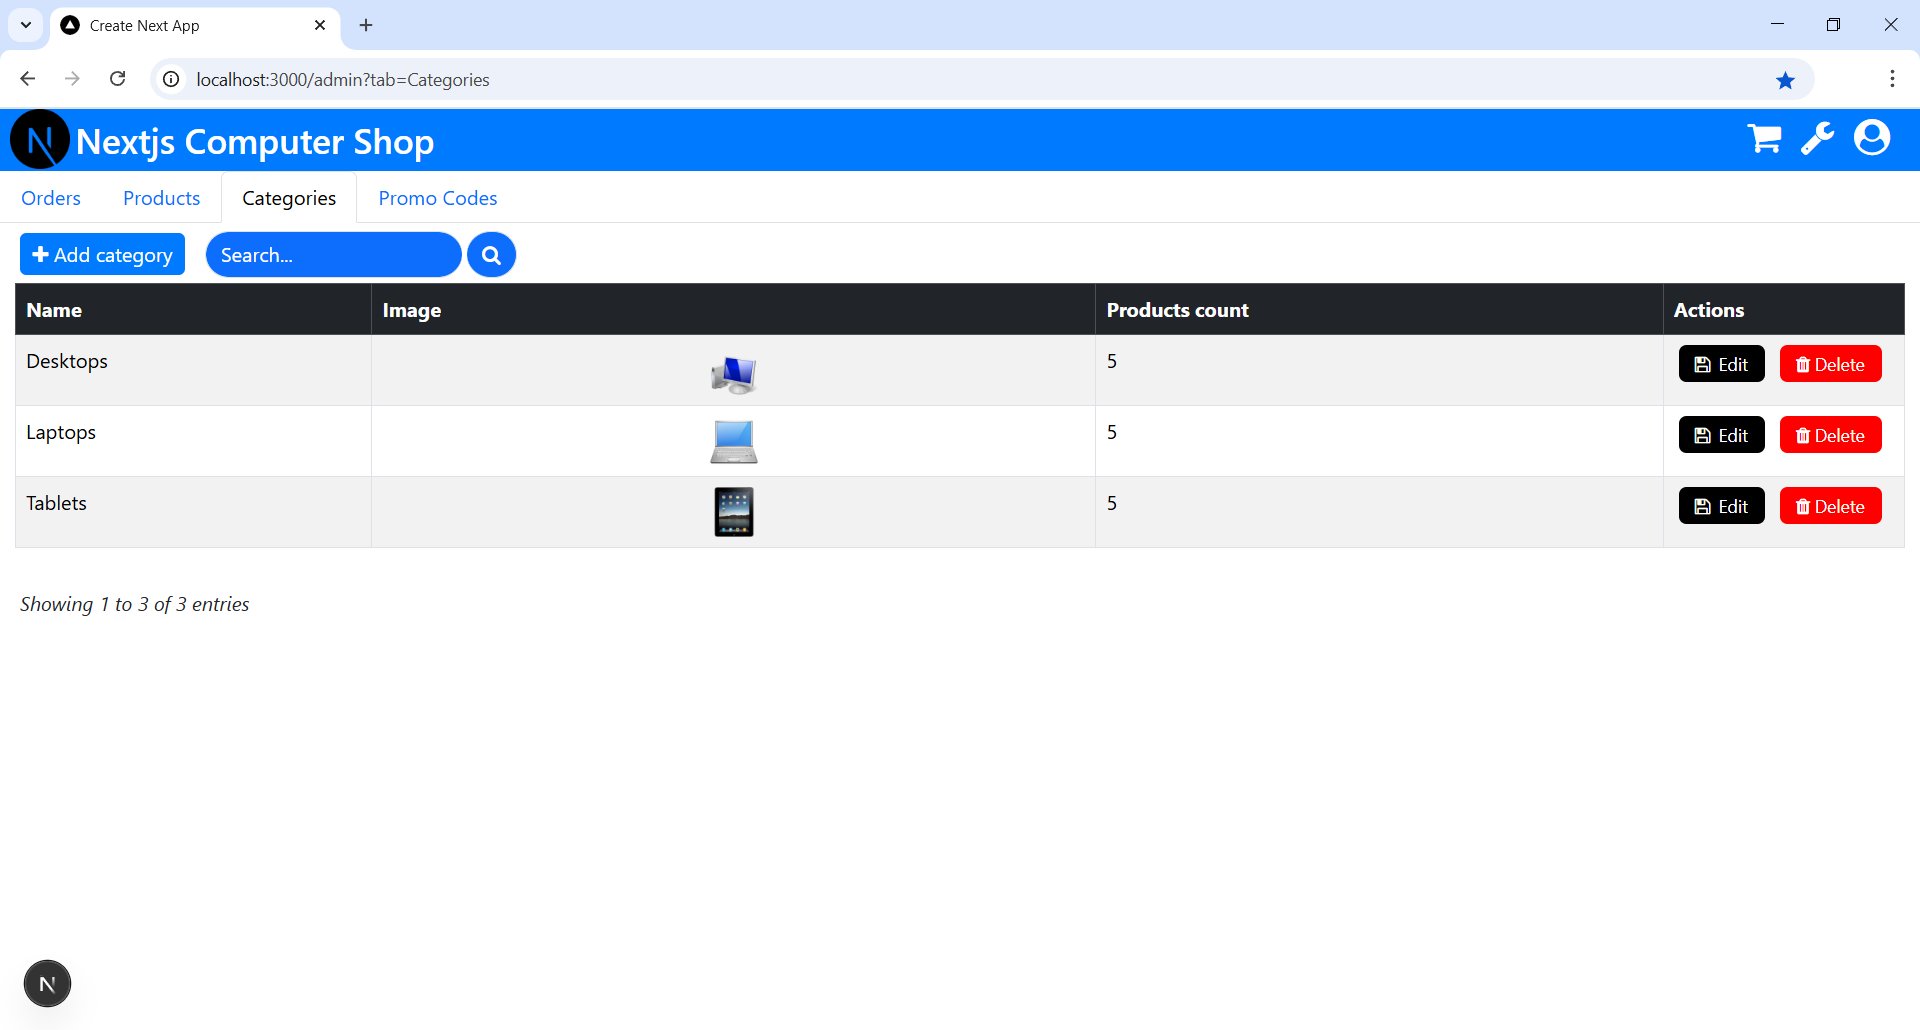 Create Next App
localhost:3000/admin?tab=Categories
N Nextjs Computer Shop
Orders Products Categories Promo Codes
Add category Search...
Name Image Products count Actions
Desktops 5 Edit Delete
Laptops 5 Edit Delete
Tablets 5 Edit Delete
Showing 1 to 3 of 3 entries
N